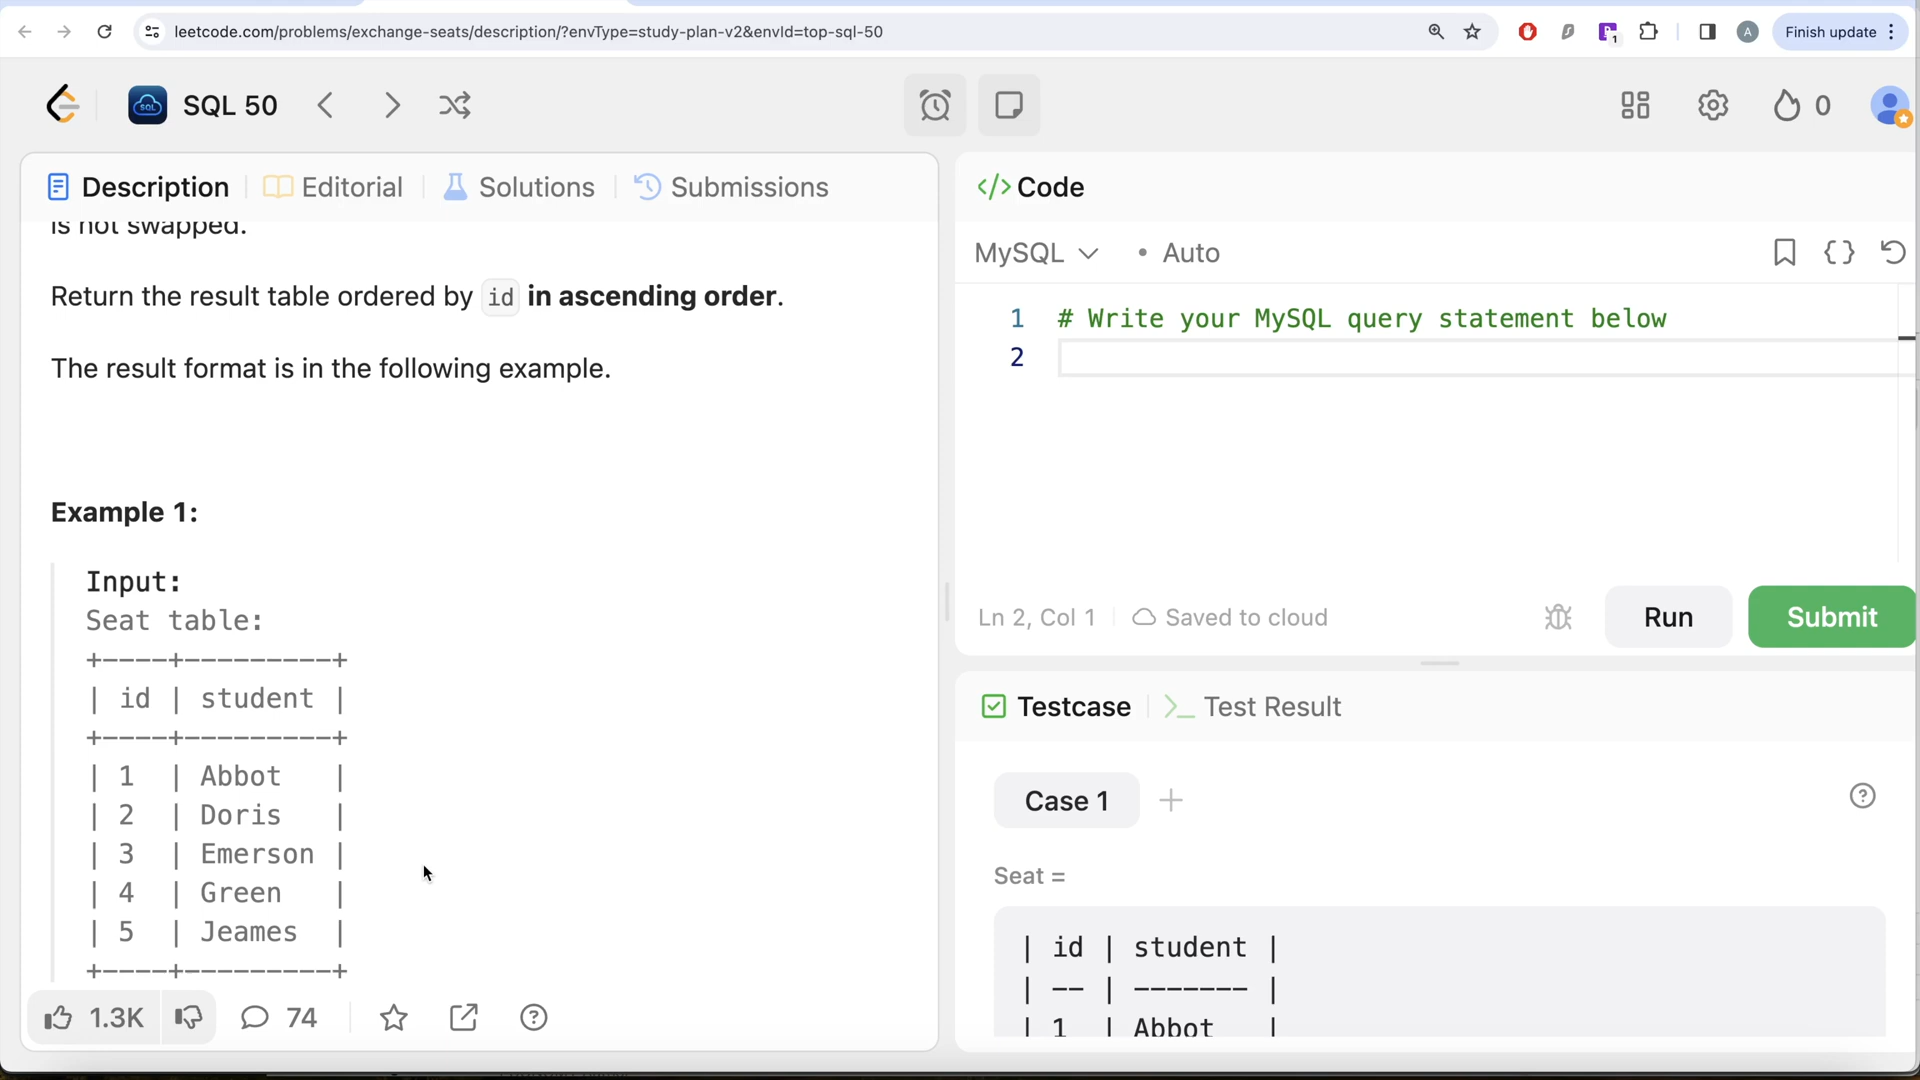 leetcode.com/problems/exchange-seats/description/?envType=study-plan-v2&envId=top-sql-50
1
A
Finish update
SQL
SQL 50
0
Description
Editorial
Solutions
Submissions
is not swapped.
Return the result table ordered by id in ascending order.
The result format is in the following example.
Example 1:
Input:
Seat table:
+----+---------+
| id | student |
+----+---------+
| 1 | Abbot |
| 2 | Doris |
| 3 | Emerson |
| 4 | Green |
| 5 | Jeames |
+----+---------+
1.3K
74
</> Code
MySQL
• Auto
1 # Write your MySQL query statement below
2
Ln 2, Col 1
Saved to cloud
Run
Submit
Testcase
>_ Test Result
Case 1
+
Seat =
| id | student |
| -- | ------- |
| 1 | Abbot |